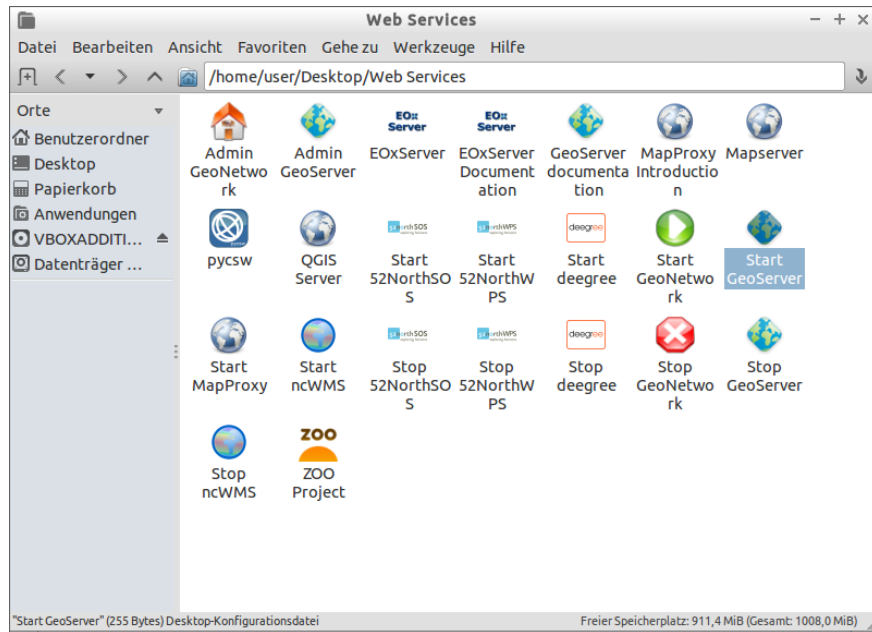 Web Services
Datei Bearbeiten Ansicht Favoriten Gehe zu Werkzeuge Hilfe
/home/user/Desktop/Web Services
Orte
Benutzerordner
Desktop
Papierkorb
Anwendungen
VBOXADDITI...
Datenträger ...
EO::
Server
EO::
Server
Admin
GeoNetwo
rk
Admin
GeoServer
EOxServer
EOxServer
Document
ation
GeoServer
documenta
tion
MapProxy
Introductio
n
Mapserver
pycsw
QGIS
Server
Start
52NorthSO
S
Start
52NorthW
PS
deegree
Start
deegree
Start
GeoNetwo
rk
Start
GeoServer
Start
MapProxy
Start
ncWMS
Stop
52NorthSO
S
Stop
52NorthW
PS
deegree
Stop
deegree
Stop
GeoNetwo
rk
Stop
GeoServer
Stop
ncWMS
ZOO
ZOO
Project
"Start GeoServer" (255 Bytes) Desktop-Konfigurationsdatei
Freier Speicherplatz: 911,4 MiB (Gesamt: 1008,0 MiB)